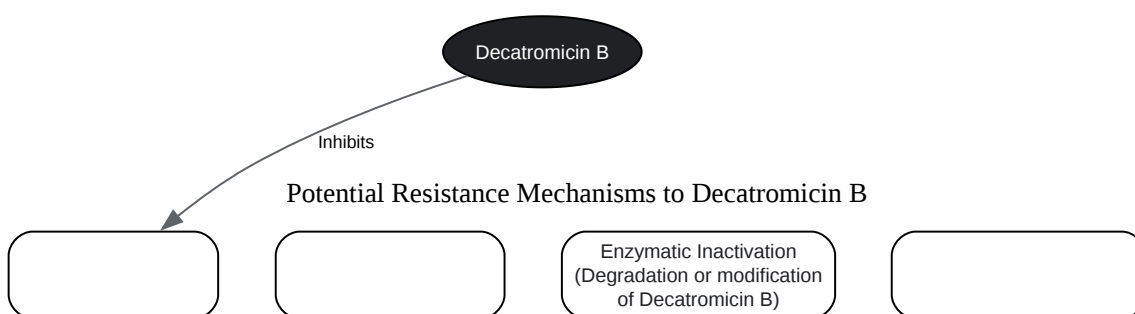 Decatromicin B
Inhibits
Potential Resistance Mechanisms to Decatromicin B
Enzymatic Inactivation
(Degradation or modification
of Decatromicin B)